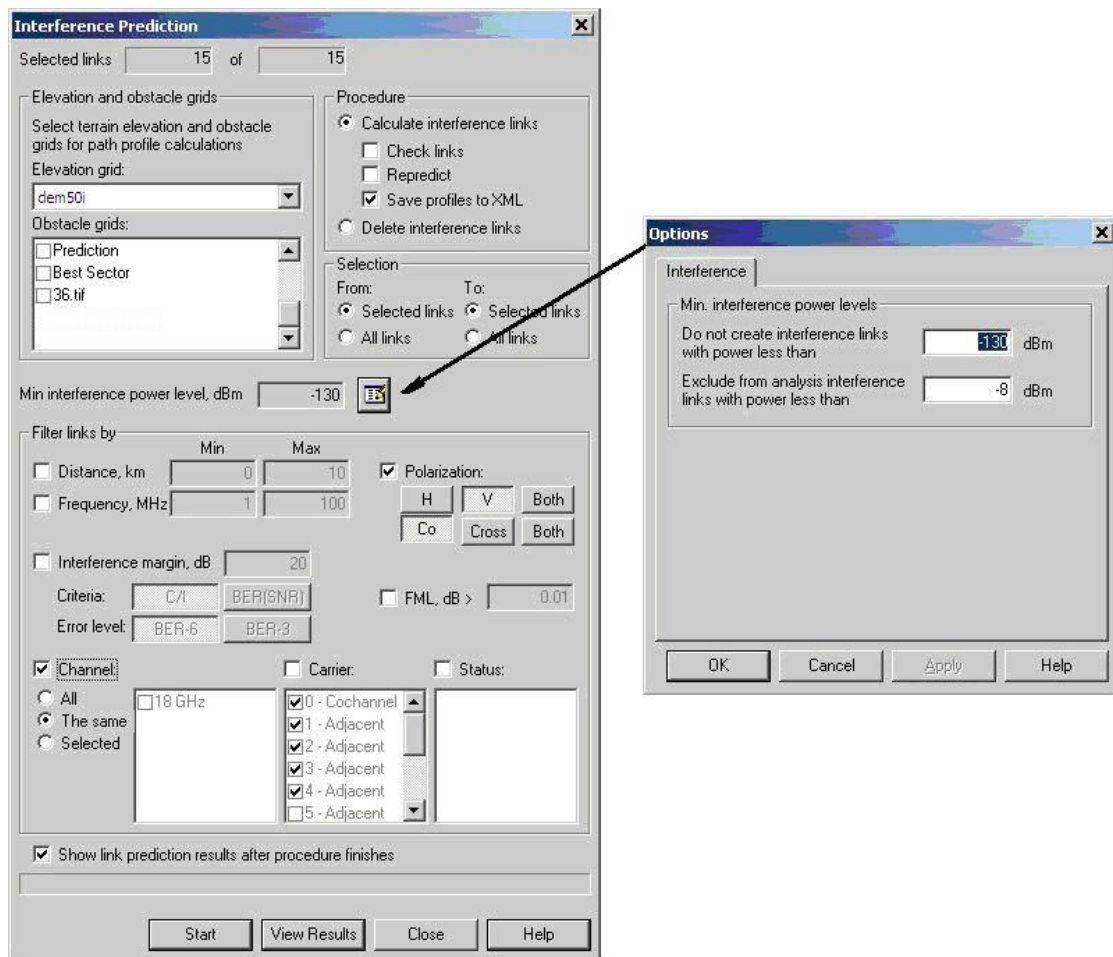 Interference Prediction
Selected links 15 of 15
Elevation and obstacle grids
Select terrain elevation and obstacle
grids for path profile calculations
Elevation grid:
dem50i
Obstacle grids:
Prediction
Best Sector
36.tif
Procedure
Calculate interference links
Check links
Repredict
Save profiles to XML
Delete interference links
Selection
From: To:
Selected links Selected links
All links All links
Min interference power level, dBm -130
Filter links by
Min Max
Distance, km 0 10
Frequency, MHz 1 100
Polarization:
H V Both
Co Cross Both
Interference margin, dB 20
Criteria: C/I BER(SNR)
Error level: BER-6 BER-3
FML, dB > 0.01
Channel:
All
The same
Selected
18 GHz
Carrier:
0 - Cochannel
1 - Adjacent
2 - Adjacent
3 - Adjacent
4 - Adjacent
5 - Adjacent
Status:
Show link prediction results after procedure finishes
Start View Results Close Help
Options
Interference
Min. interference power levels
Do not create interference links
with power less than -130 dBm
Exclude from analysis interference
links with power less than -8 dBm
OK Cancel Apply Help